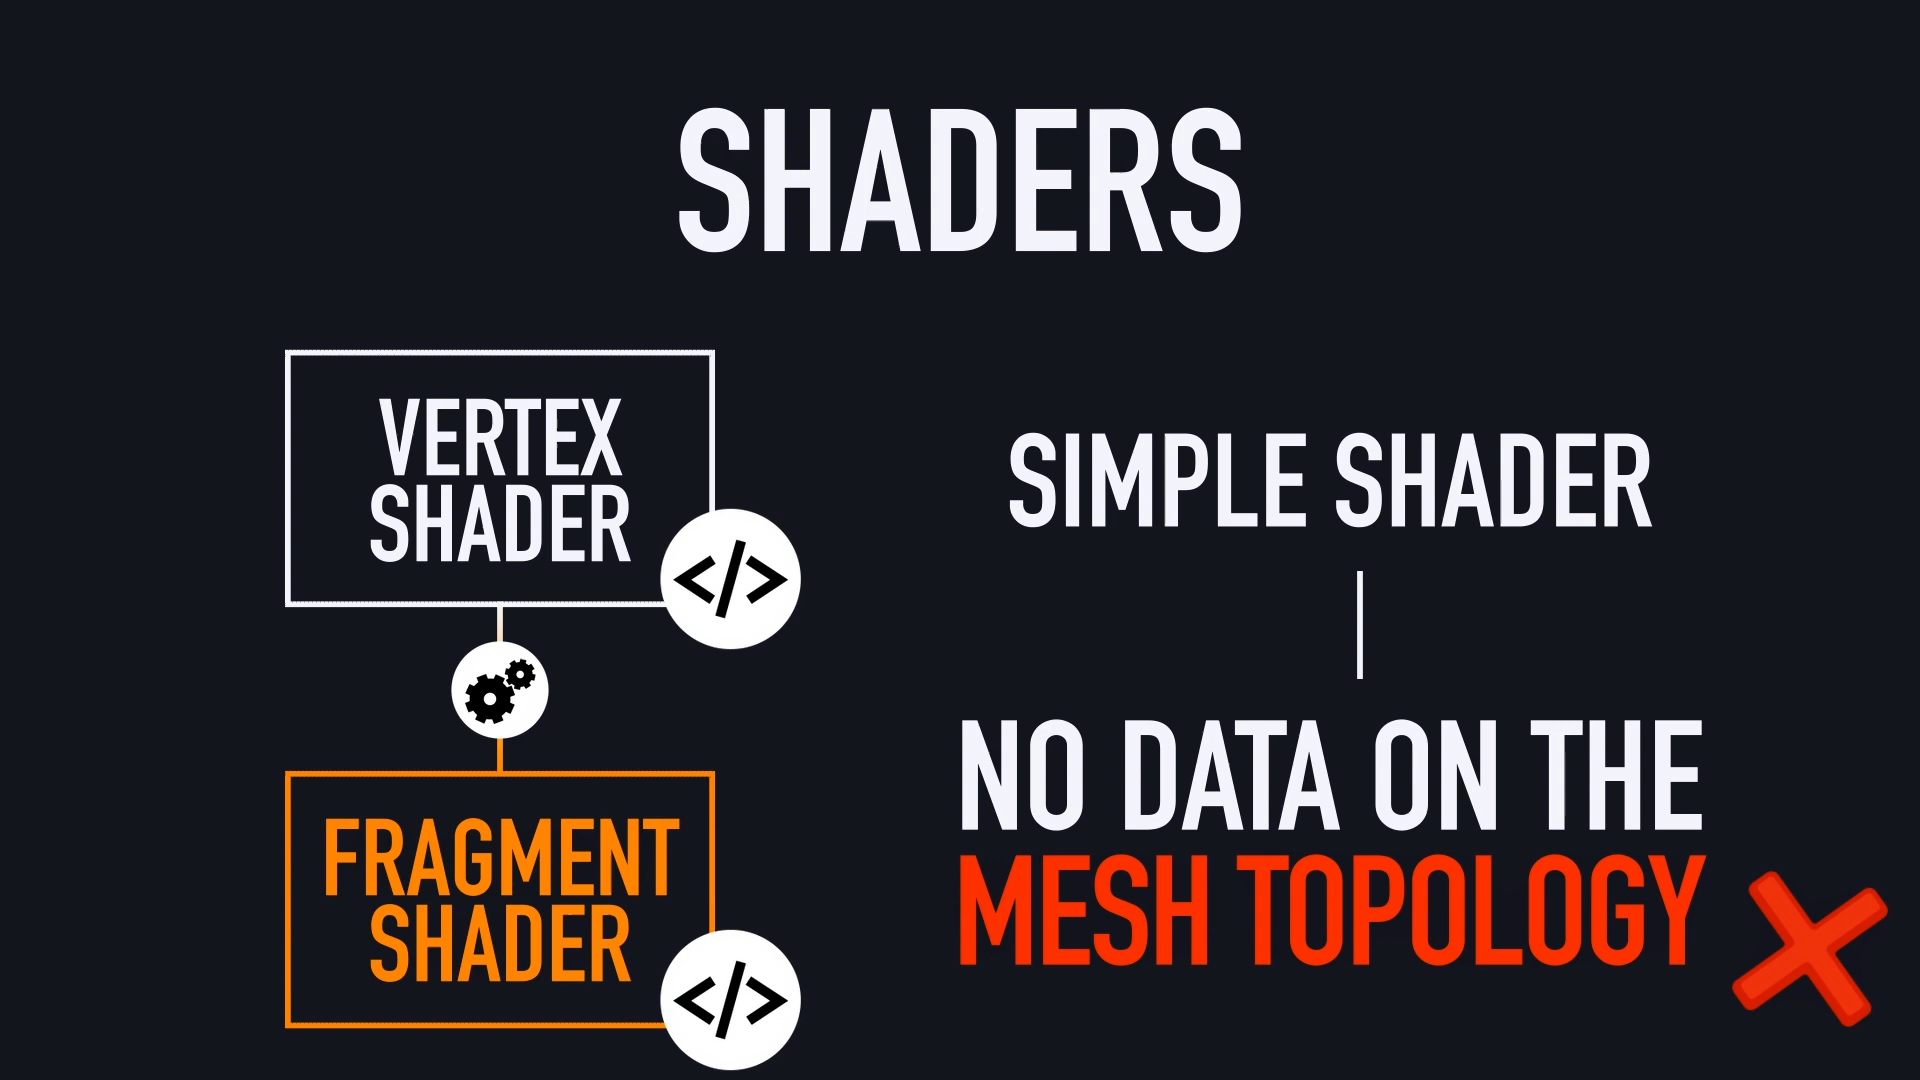 SHADERS
VERTEX
SHADER
</>
FRAGMENT
SHADER
</>
SIMPLE SHADER
NO DATA ON THE
MESH TOPOLOGY